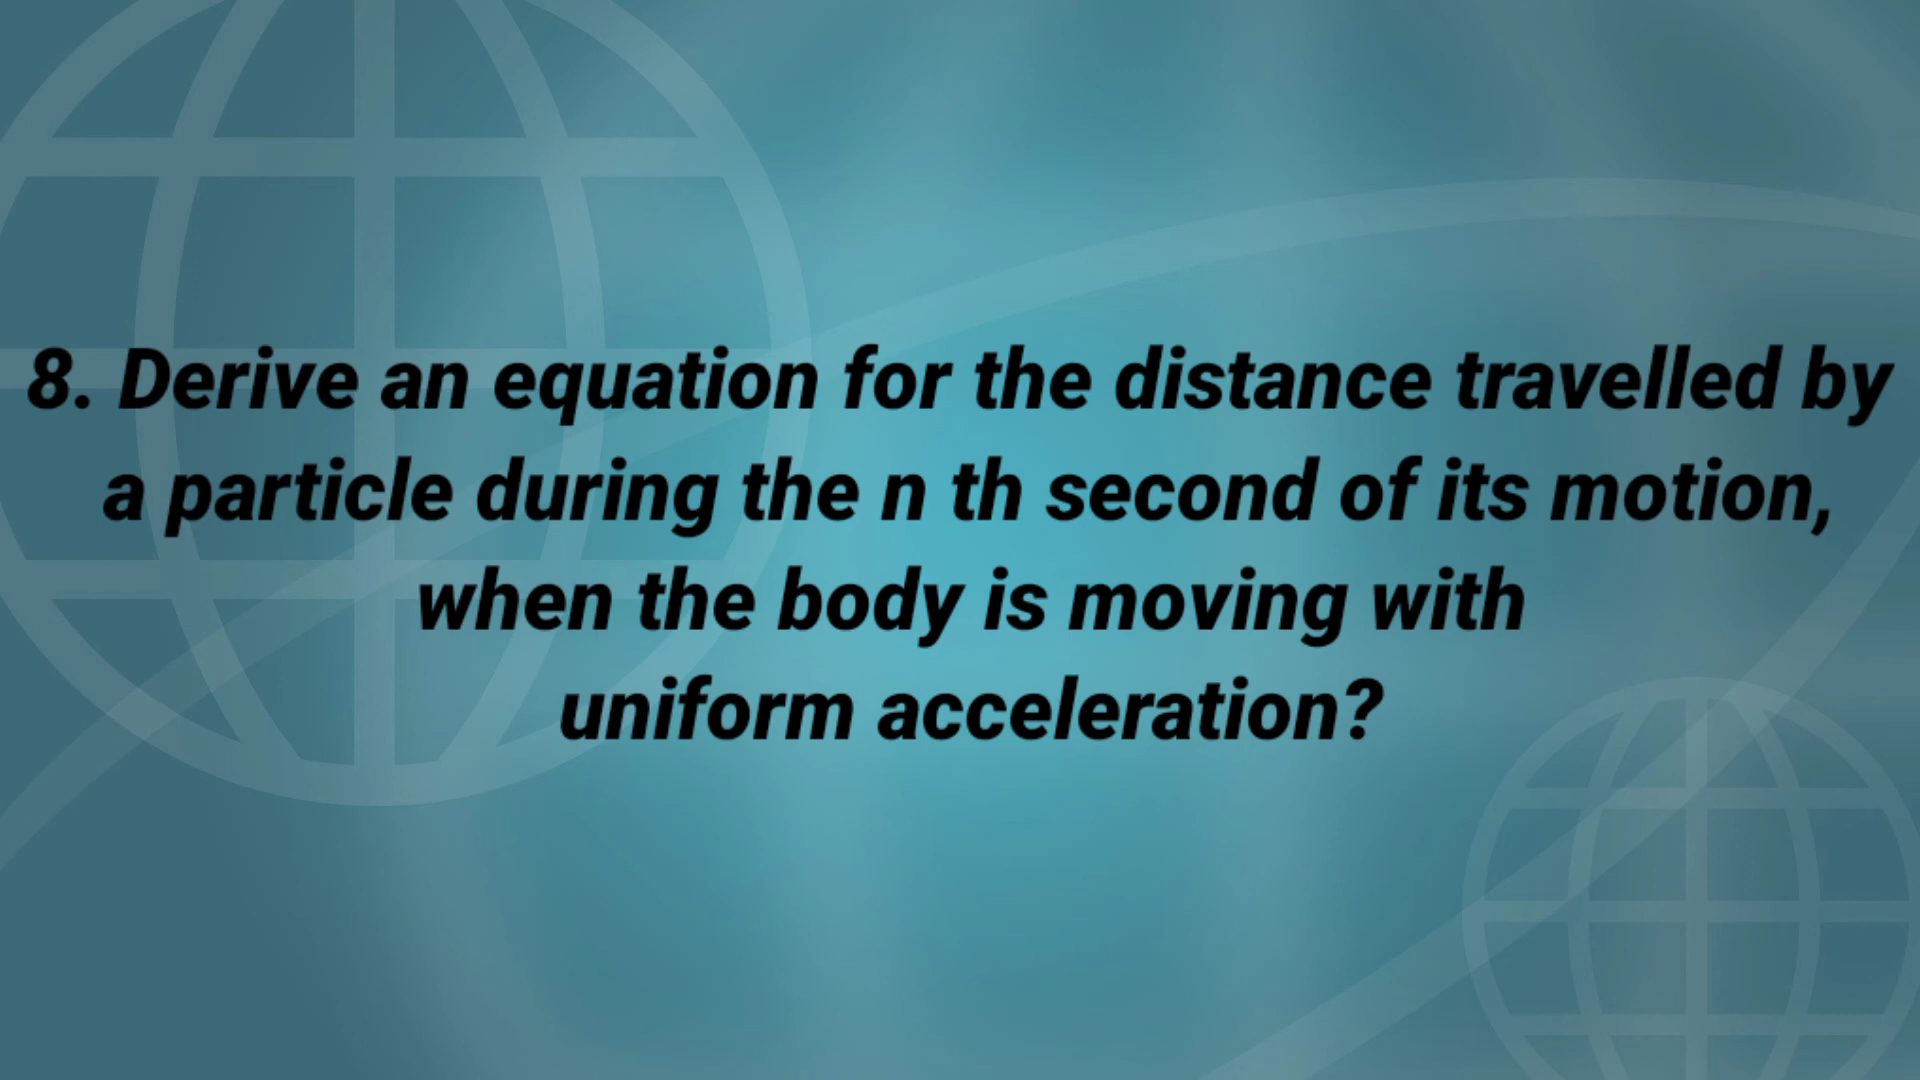 8. Derive an equation for the distance travelled by
a particle during the n th second of its motion,
when the body is moving with
uniform acceleration?